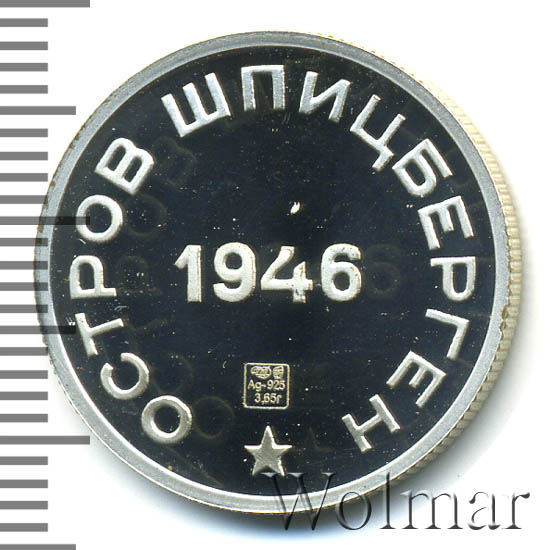 ОСТРОВ ШПИЦБЕРГЕН
1946
Ag-925
3,65г
Wolmar